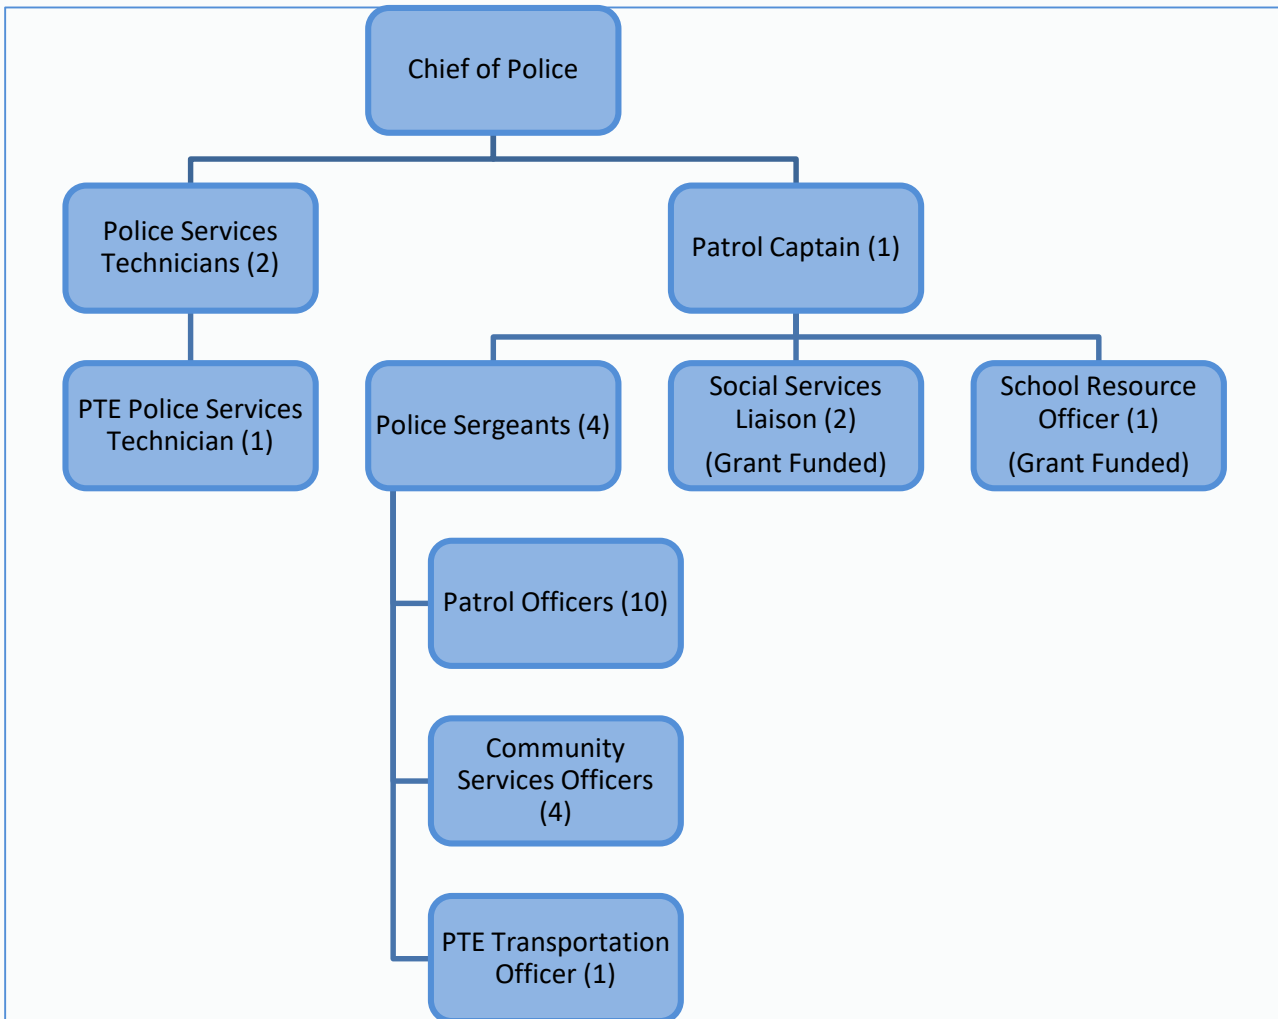 Chief of Police
Police Services
Technicians (2)
Patrol Captain (1)
PTE Police Services
Technician (1)
Police Sergeants (4)
Social Services
Liaison (2)
(Grant Funded)
School Resource
Officer (1)
(Grant Funded)
Patrol Officers (10)
Community
Services Officers
(4)
PTE Transportation
Officer (1)